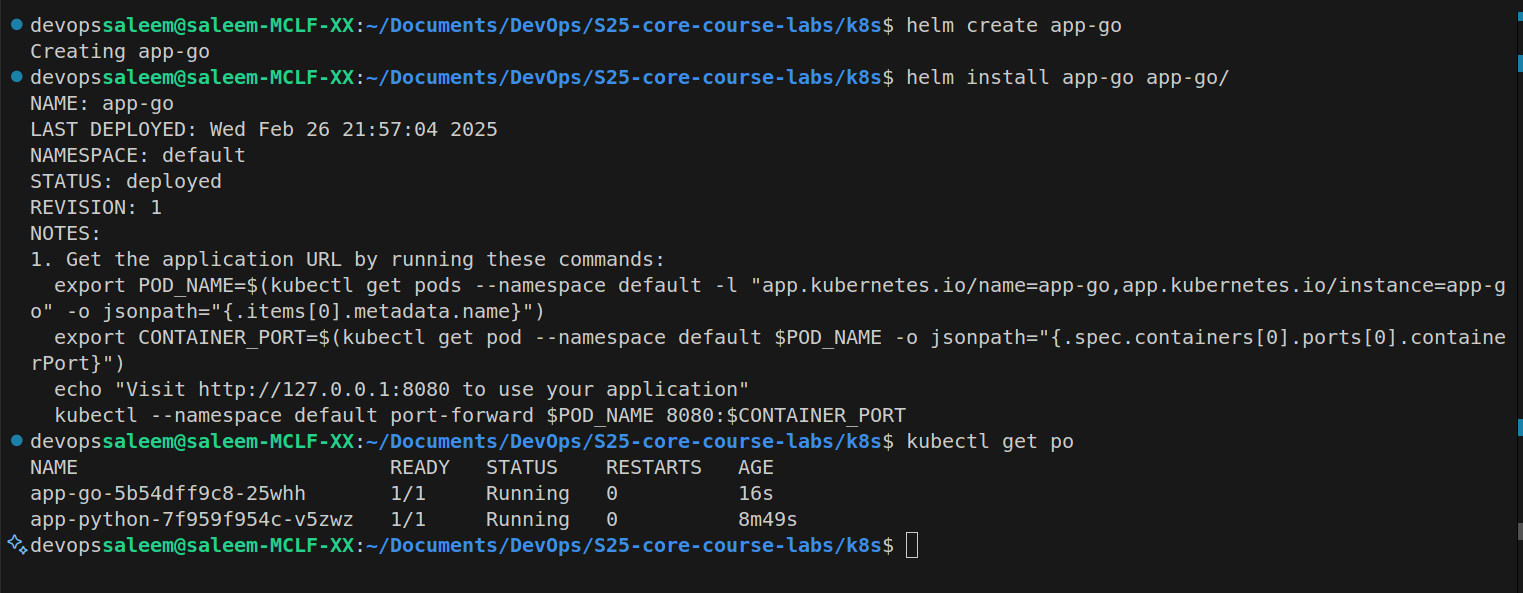 devopssaleem@saleem-MCLF-XX:~/Documents/DevOps/S25-core-course-labs/k8s$ helm create app-go
Creating app-go
devopssaleem@saleem-MCLF-XX:~/Documents/DevOps/S25-core-course-labs/k8s$ helm install app-go app-go/
NAME: app-go
LAST DEPLOYED: Wed Feb 26 21:57:04 2025
NAMESPACE: default
STATUS: deployed
REVISION: 1
NOTES:
1. Get the application URL by running these commands:
  export POD_NAME=$(kubectl get pods --namespace default -l "app.kubernetes.io/name=app-go,app.kubernetes.io/instance=app-g
o" -o jsonpath="{.items[0].metadata.name}")
  export CONTAINER_PORT=$(kubectl get pod --namespace default $POD_NAME -o jsonpath="{.spec.containers[0].ports[0].containe
rPort}")
  echo "Visit http://127.0.0.1:8080 to use your application"
  kubectl --namespace default port-forward $POD_NAME 8080:$CONTAINER_PORT
devopssaleem@saleem-MCLF-XX:~/Documents/DevOps/S25-core-course-labs/k8s$ kubectl get po
NAME                          READY   STATUS    RESTARTS   AGE
app-go-5b54dff9c8-25whh       1/1     Running   0          16s
app-python-7f959f954c-v5zwz   1/1     Running   0          8m49s
devopssaleem@saleem-MCLF-XX:~/Documents/DevOps/S25-core-course-labs/k8s$